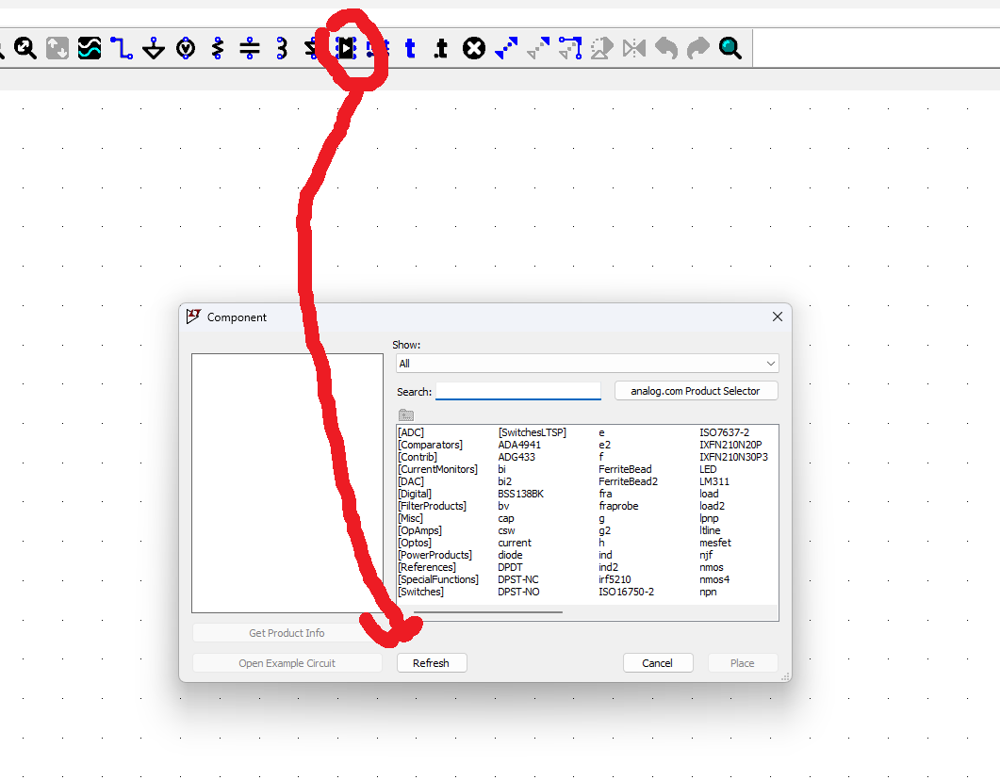 t .t
Component
Show:
All
Search:
analog.com Product Selector
[ADC] [SwitchesLTSP] e ISO7637-2
[Comparators] ADA4941 e2 IXFN210N20P
[Contrib] ADG433 f IXFN210N30P3
[CurrentMonitors] bi FerriteBead LED
[DAC] bi2 FerriteBead2 LM311
[Digital] BSS138BK fra load
[FilterProducts] bv fraprobe load2
[Misc] cap g lpnp
[OpAmps] csw g2 ltline
[Optos] current h mesfet
[PowerProducts] diode ind njf
[References] DPDT ind2 nmos
[SpecialFunctions] DPST-NC irf5210 nmos4
[Switches] DPST-NO ISO16750-2 npn
Get Product Info
Open Example Circuit
Refresh
Cancel
Place